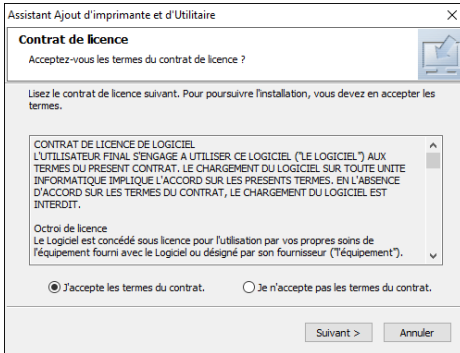 Assistant Ajout d'imprimante et d'Utilitaire
Contrat de licence
Acceptez-vous les termes du contrat de licence ?
Lisez le contrat de licence suivant. Pour poursuivre l'installation, vous devez en accepter les
termes.
CONTRAT DE LICENCE DE LOGICIEL
L'UTILISATEUR FINAL S'ENGAGE A UTILISER CE LOGICIEL ("LE LOGICIEL") AUX
TERMES DU PRESENT CONTRAT. LE CHARGEMENT DU LOGICIEL SUR TOUTE UNITE
INFORMATIQUE IMPLIQUE L'ACCORD SUR LES PRESENTS TERMES. EN L'ABSENCE
D'ACCORD SUR LES TERMES DU CONTRAT, LE CHARGEMENT DU LOGICIEL EST
INTERDIT.
Octroi de licence
Le Logiciel est concédé sous licence pour l'utilisation par vos propres soins de
l'équipement fourni avec le Logiciel ou désigné par son fournisseur ("l'équipement").
J'accepte les termes du contrat.
Je n'accepte pas les termes du contrat.
Suivant >
Annuler